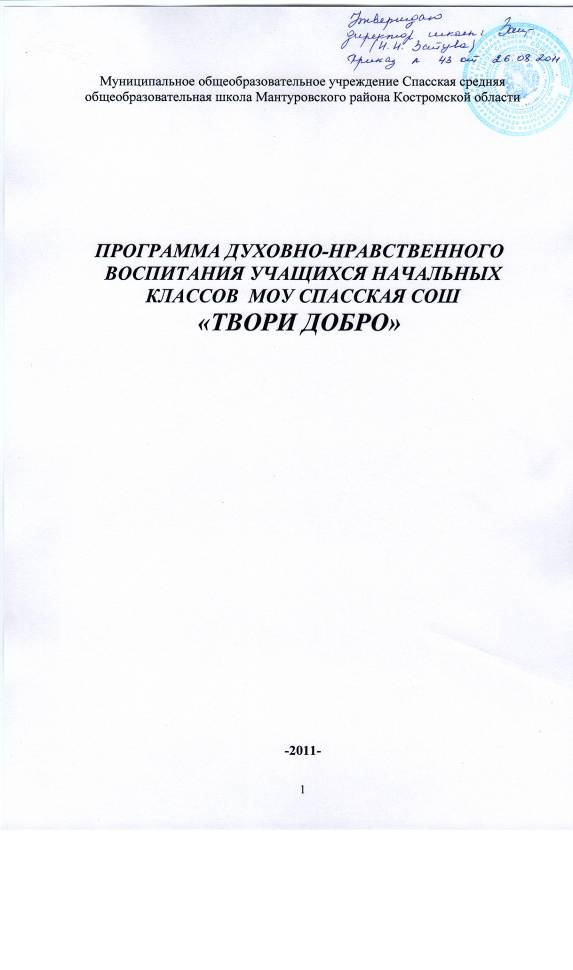 Утверждаю
директор школы:
(Н.Н. Зайцева)
Приказ № 43 от 26.08.2011
Муниципальное общеобразовательное учреждение Спасская средняя
общеобразовательная школа Мантуровского района Костромской области
ПРОГРАММА ДУХОВНО-НРАВСТВЕННОГО
ВОСПИТАНИЯ УЧАЩИХСЯ НАЧАЛЬНЫХ
КЛАССОВ МОУ СПАССКАЯ СОШ
«ТВОРИ ДОБРО»
-2011-
1